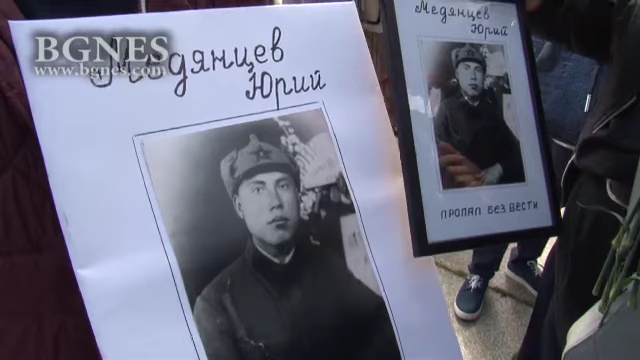 BGNES
www.bgnes.com
Медянцев
Юрий
Медянцев
Юрий
ПРОПАЛ БЕЗ ВЕСТИ